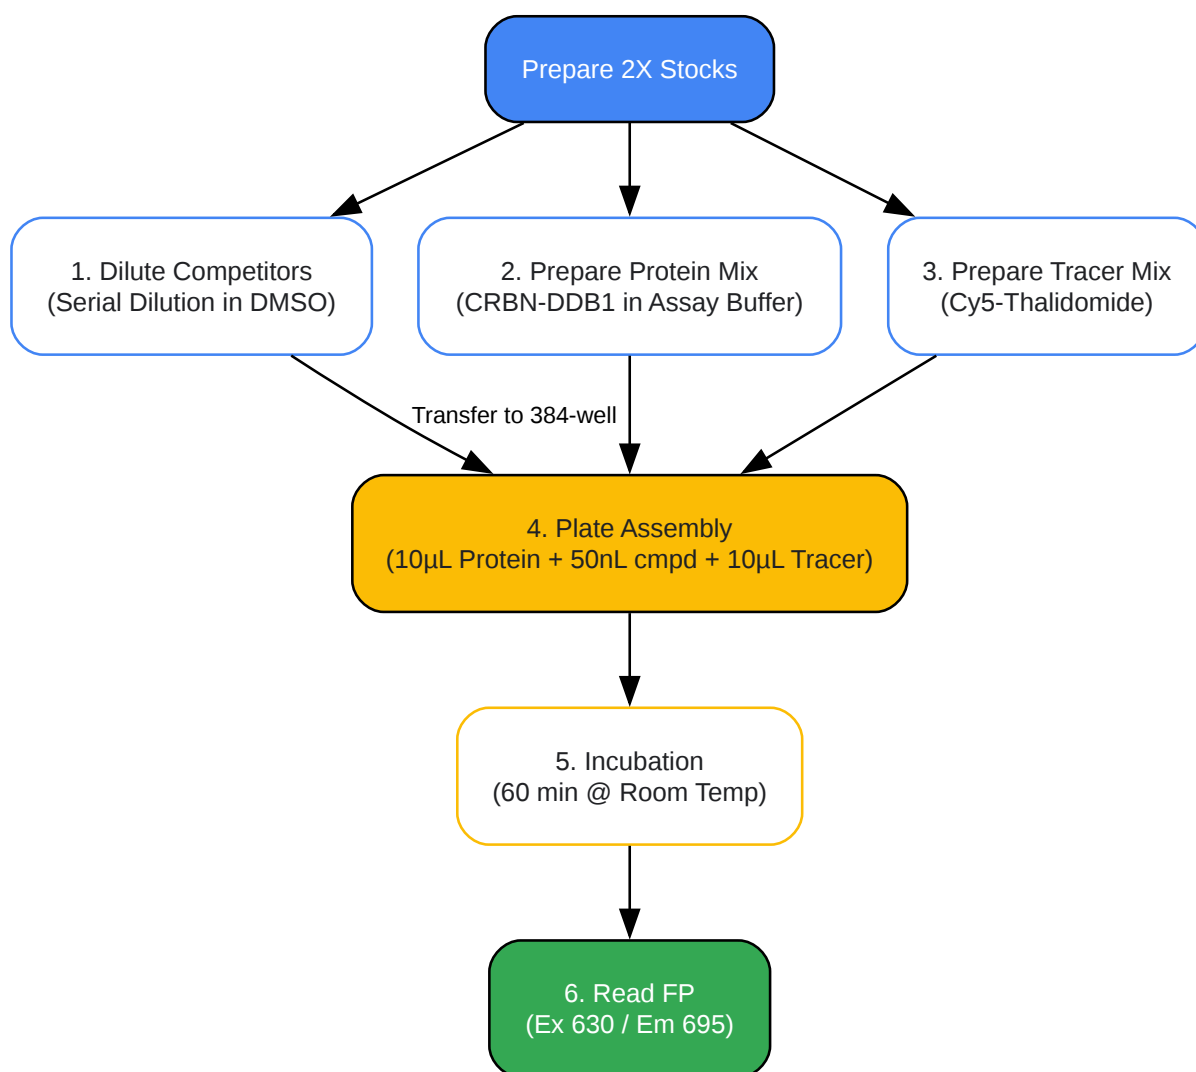 Prepare 2X Stocks
1. Dilute Competitors
(Serial Dilution in DMSO)
2. Prepare Protein Mix
(CRBN-DDB1 in Assay Buffer)
3. Prepare Tracer Mix
(Cy5-Thalidomide)
Transfer to 384-well
4. Plate Assembly
(10µL Protein + 50nL cmpd + 10µL Tracer)
5. Incubation
(60 min @ Room Temp)
6. Read FP
(Ex 630 / Em 695)